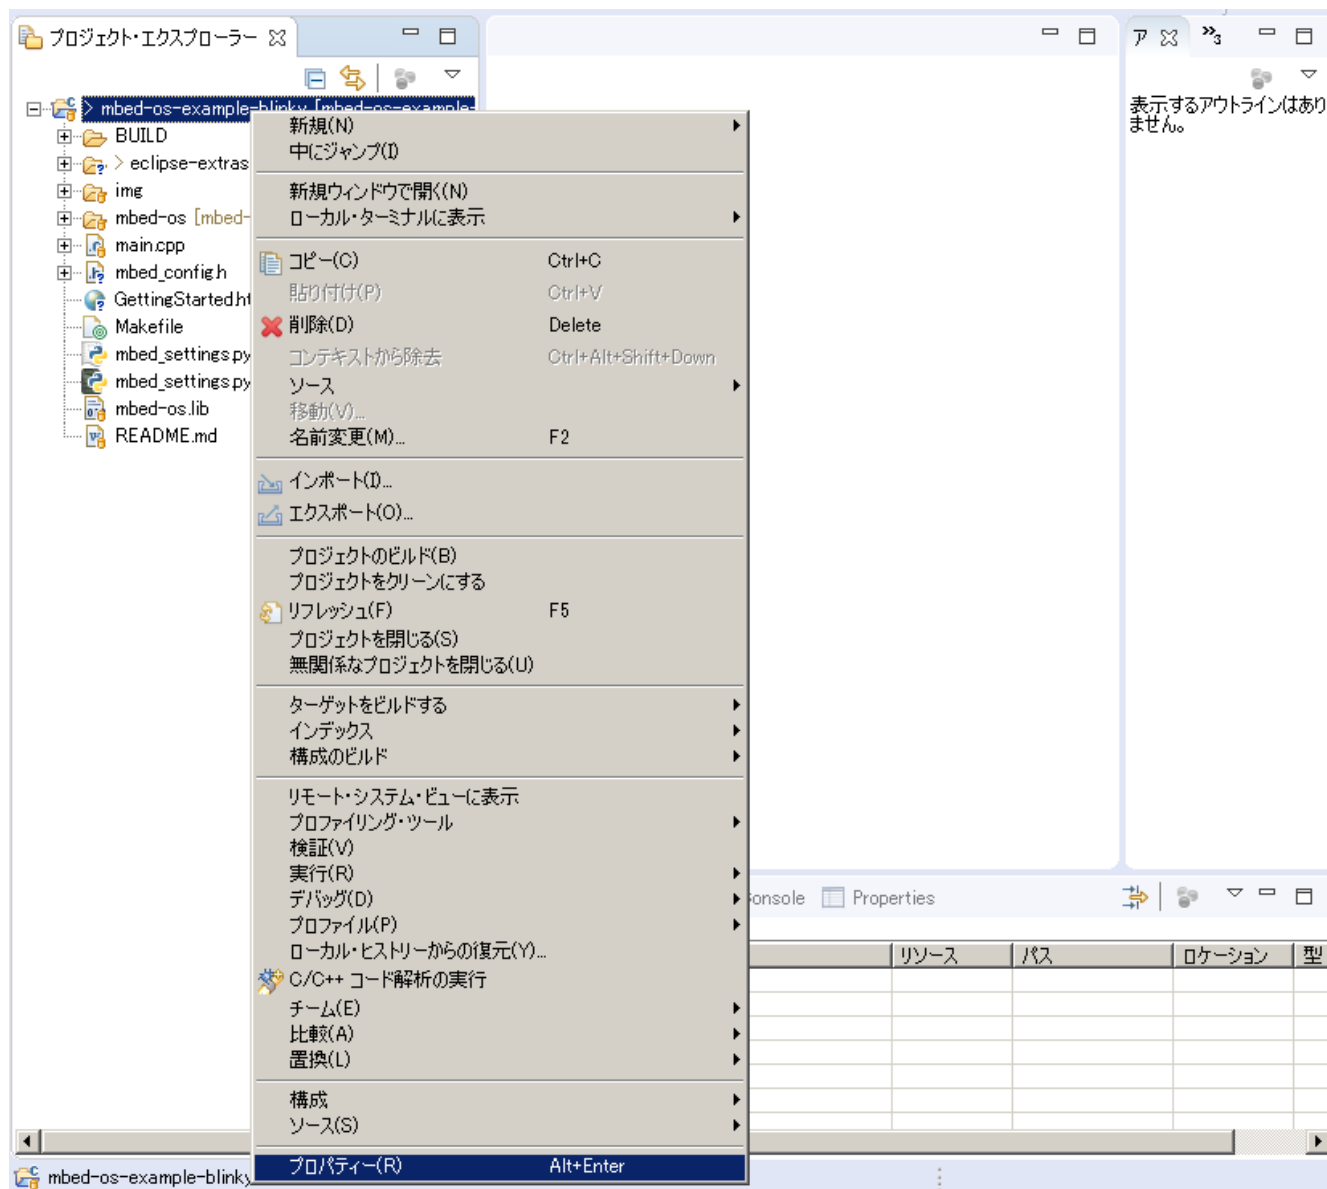 プロジェクト・エクスプローラー
> mbed-os-example-blinky [mbed-os-example-
BUILD
> eclipse-extras
img
mbed-os [mbed-
main.cpp
mbed_config.h
GettingStarted.ht
Makefile
mbed_settings.py
mbed_settings.py
mbed-os.lib
README.md
新規(N)
中にジャンプ(I)
新規ウィンドウで開く(N)
ローカル・ターミナルに表示
コピー(C) Ctrl+C
貼り付け(P) Ctrl+V
削除(D) Delete
コンテキストから除去 Ctrl+Alt+Shift+Down
ソース
移動(V)...
名前変更(M)... F2
インポート(I)...
エクスポート(O)...
プロジェクトのビルド(B)
プロジェクトをクリーンにする
リフレッシュ(F) F5
プロジェクトを閉じる(S)
無関係なプロジェクトを閉じる(U)
ターゲットをビルドする
インデックス
構成のビルド
リモート・システム・ビューに表示
プロファイリング・ツール
検証(V)
実行(R)
デバッグ(D)
プロファイル(P)
ローカル・ヒストリーからの復元(Y)...
C/C++ コード解析の実行
チーム(E)
比較(A)
置換(L)
構成
ソース(S)
プロパティー(R) Alt+Enter
ア
»3
表示するアウトラインはあり
ません。
onsole Properties
リソース パス ロケーション 型
mbed-os-example-blinky